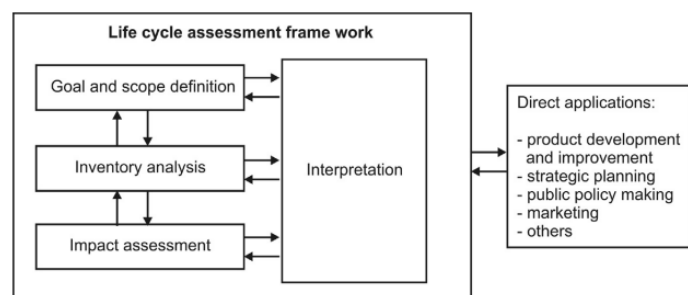 Life cycle assessment frame work
Goal and scope definition
Inventory analysis
Impact assessment
Interpretation
Direct applications:
- product development
and improvement
- strategic planning
- public policy making
- marketing
- others